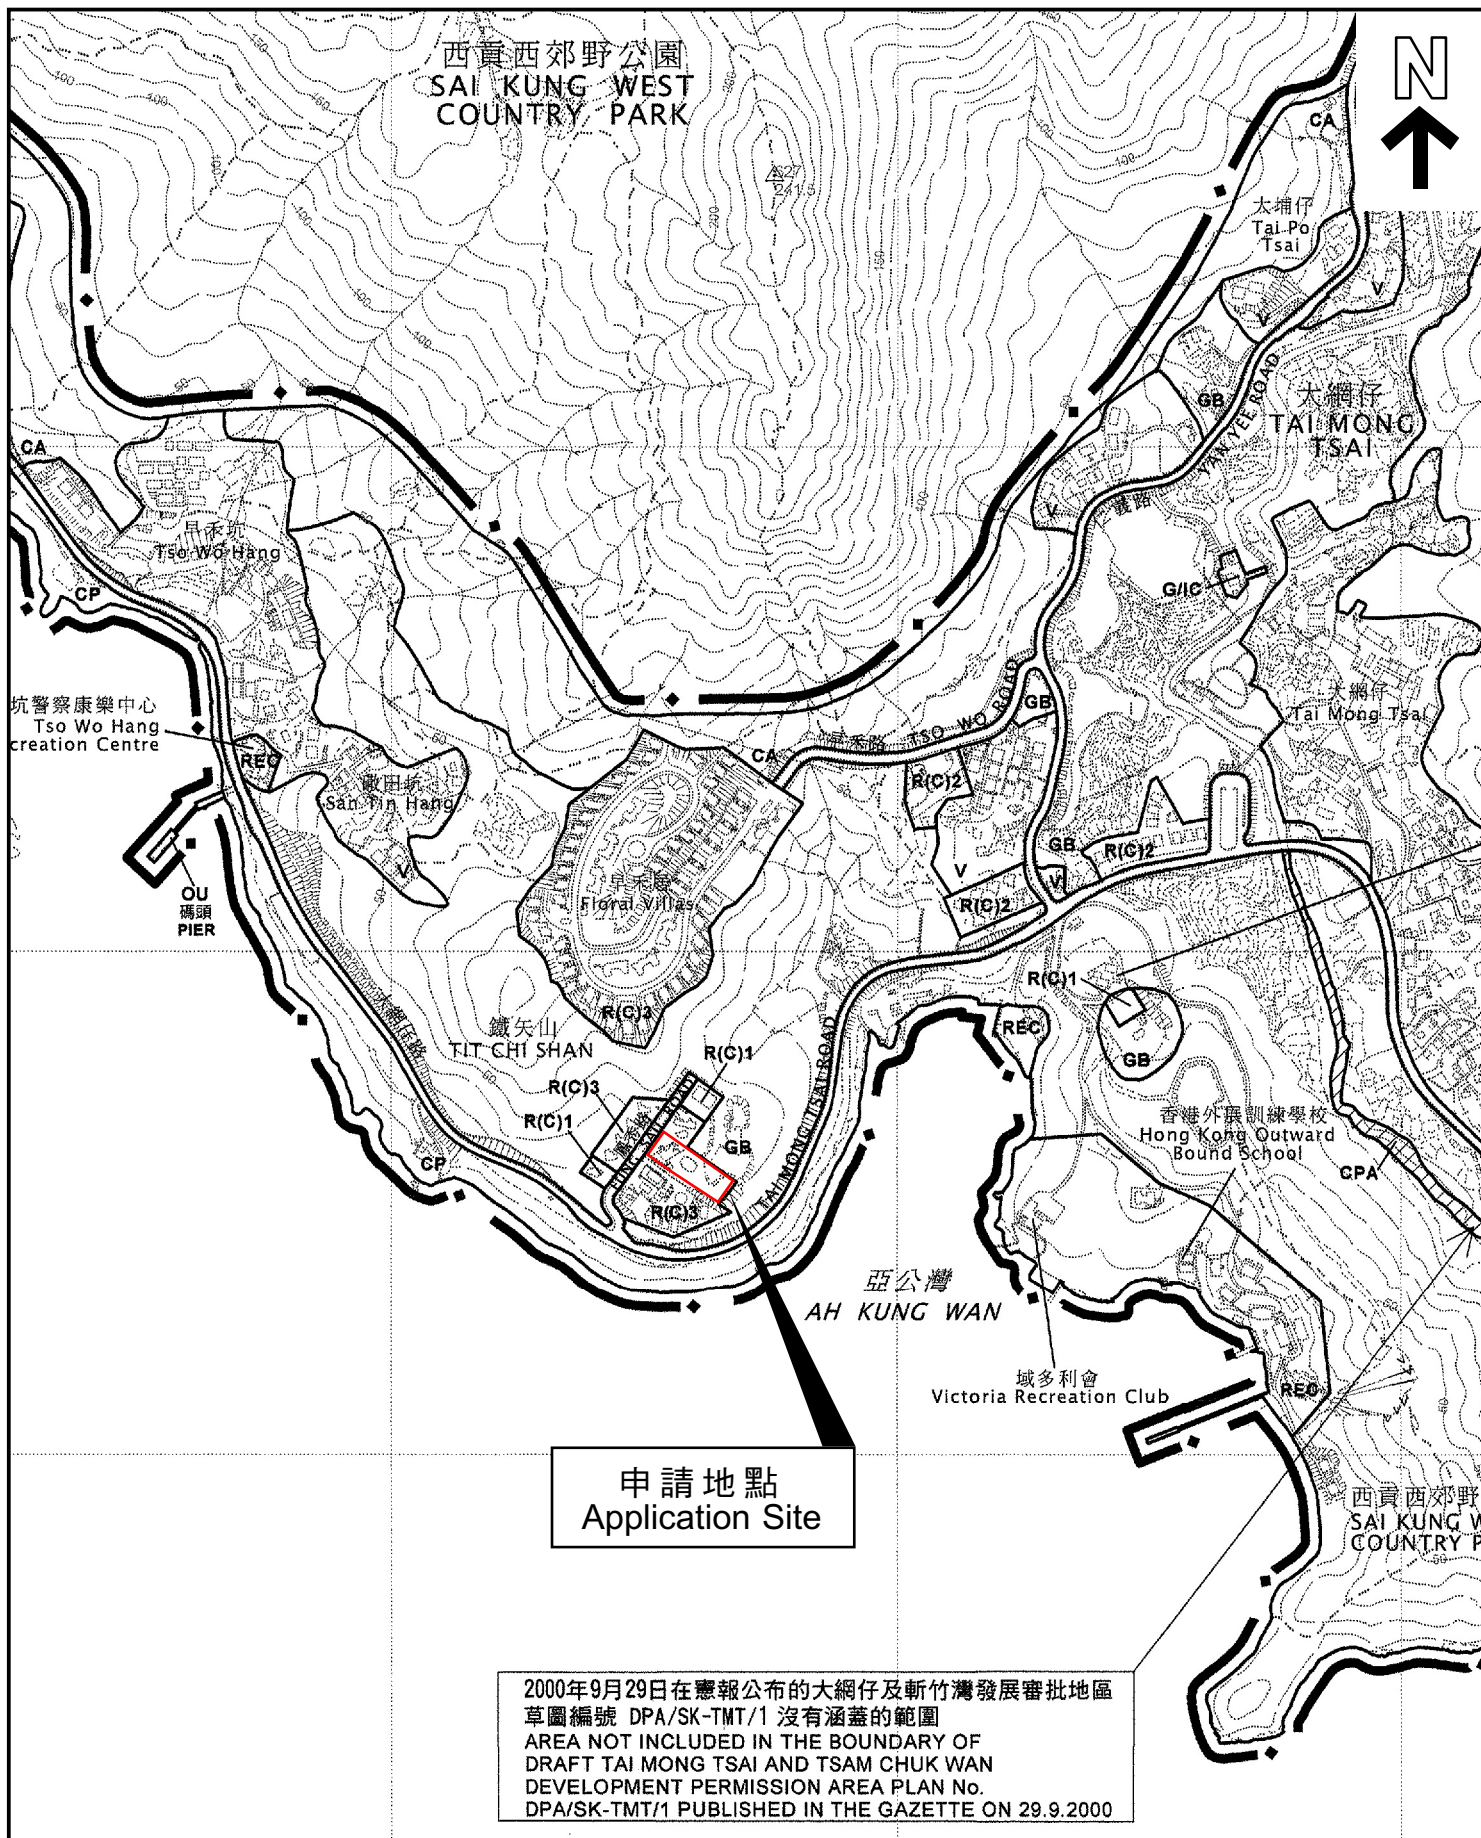 西貢西郊野公園
SAI KUNG WEST
COUNTRY PARK
N
CA
大埔仔
Tai Po
Tsai
V
V
GB
大網仔
TAI MONG
TSAI
YAN YEE ROAD
義路
V
G/IC
CA
早禾坑
Tso Wo Hang
CP
坑警察康樂中心
Tso Wo Hang
creation Centre
REC
OU
碼頭
PIER
V
San Tin Hang
CA
早禾路
TSO WO ROAD
GB
R(C)2
大網仔
Tai Mong Tsai
V
GB
R(C)2
V
R(C)2
早禾居
Floral Villas
R(C)3
大網仔路
鐵矢山
TIT CHI SHAN
R(C)1
REC
GB
R(C)1
R(C)3
R(C)1
GB
R(C)3
CP
TAI MONG TSAI ROAD
香港外展訓練學校
Hong Kong Outward
Bound School
CPA
亞公灣
AH KUNG WAN
域多利會
Victoria Recreation Club
REC
申請地點
Application Site
西貢西郊野
SAI KUNG W
COUNTRY P
2000年9月29日在憲報公布的大網仔及斬竹灣發展審批地區
草圖編號 DPA/SK-TMT/1 沒有涵蓋的範圍
AREA NOT INCLUDED IN THE BOUNDARY OF
DRAFT TAI MONG TSAI AND TSAM CHUK WAN
DEVELOPMENT PERMISSION AREA PLAN No.
DPA/SK-TMT/1 PUBLISHED IN THE GAZETTE ON 29.9.2000